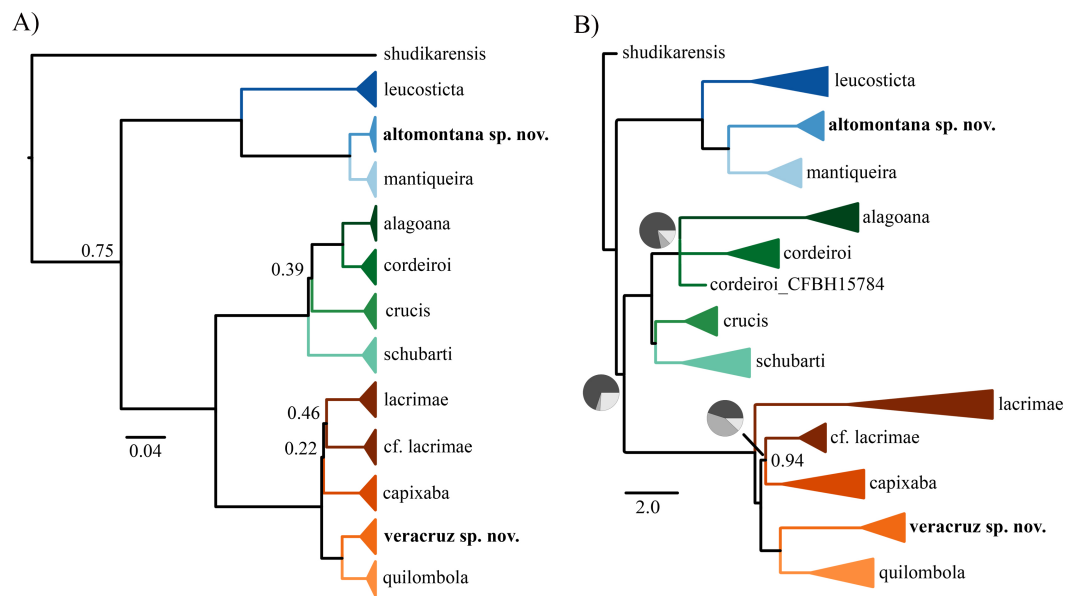 A)
shudikarensis
leucosticta
altomontana sp. nov.
mantiqueira
0.75
alagoana
0.39
cordeiroi
crucis
schubarti
lacrimae
0.46
0.22
cf. lacrimae
0.04
capixaba
veracruz sp. nov.
quilombola
B)
shudikarensis
leucosticta
altomontana sp. nov.
mantiqueira
alagoana
cordeiroi
cordeiroi_CFBH15784
crucis
schubarti
lacrimae
cf. lacrimae
0.94
capixaba
2.0
veracruz sp. nov.
quilombola